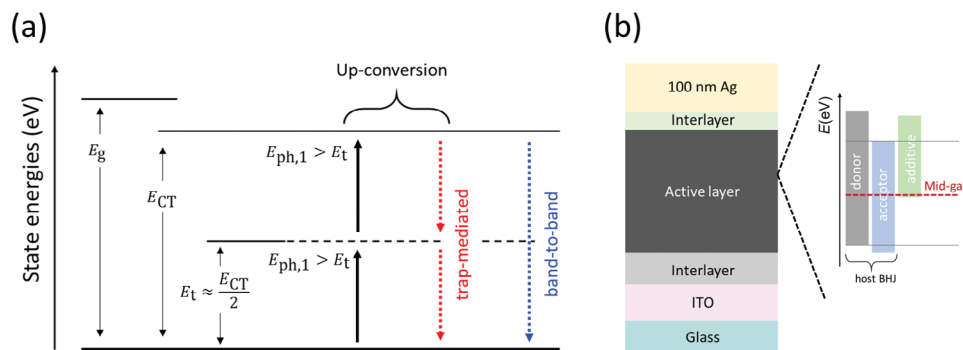 (a)
State energies (eV)
Up-conversion
E_g
E_CT
E_t ≈ E_CT/2
E_ph,1 > E_t
E_ph,1 > E_t
trap-mediated
band-to-band
(b)
100 nm Ag
Interlayer
Active layer
Interlayer
ITO
Glass
E(eV)
donor
acceptor
additive
Mid-ga
host BHJ